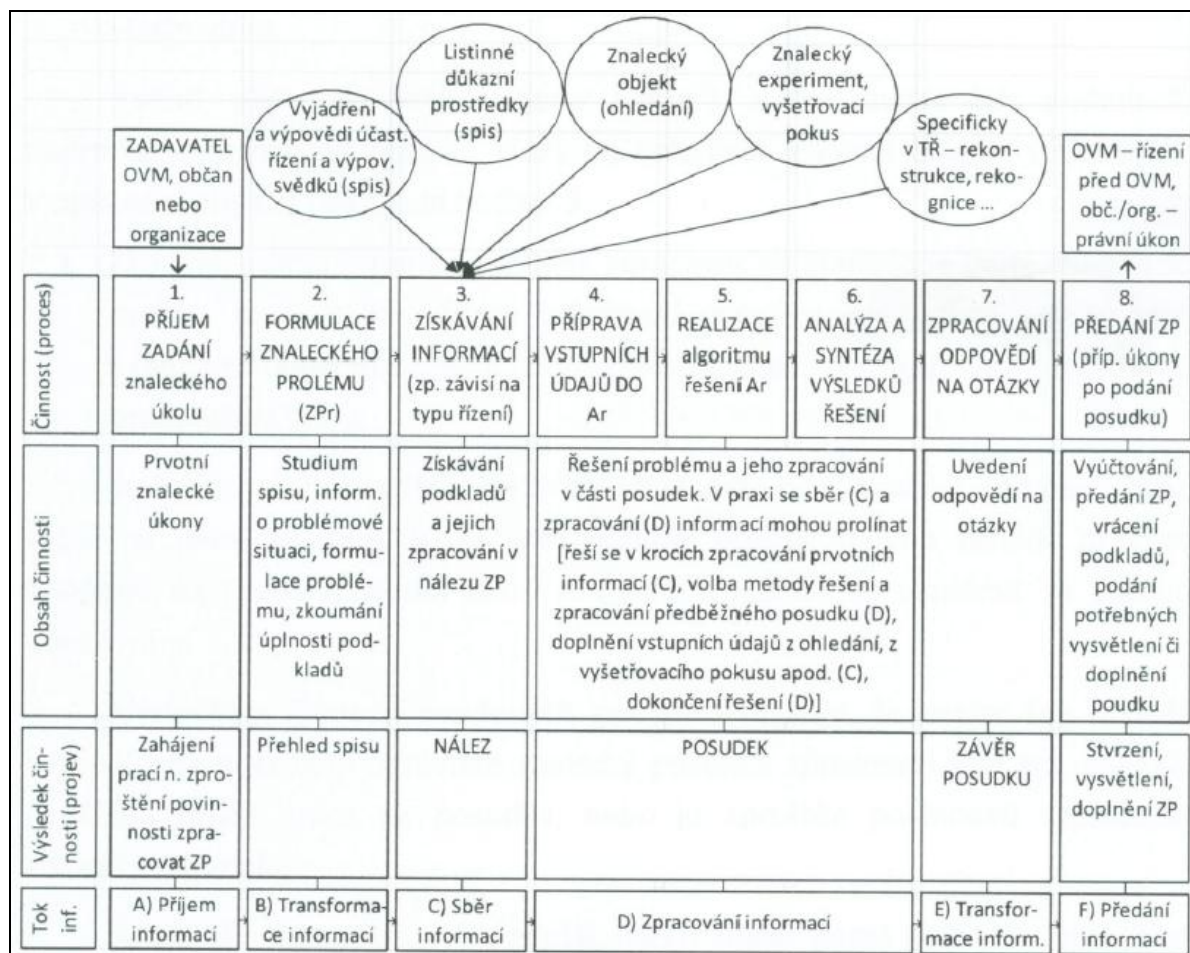 Listinné
důkazní
prostředky
(spis)
Znalecký
objekt
(ohledání)
Znalecký
experiment,
vyšetřovací
pokus
Vyjádření
a výpovědi účast.
řízení a výpov.
svědků (spis)
Specificky
v TŘ – rekon-
strukce, reko-
gnice ...
ZADAVATEL
OVM, občan
nebo
organizace
OVM – řízení
před OVM,
obč./org. –
právní úkon
Činnost (proces)
1.
PŘÍJEM
ZADÁNÍ
znaleckého
úkolu
2.
FORMULACE
ZNALECKÉHO
PROLÉMU
(ZPr)
3.
ZÍSKÁVÁNÍ
INFORMACÍ
(zp. závisí na
typu řízení)
4.
PŘÍPRAVA
VSTUPNÍCH
ÚDAJŮ DO
Ar
5.
REALIZACE
algoritmu
řešení Ar
6.
ANALÝZA A
SYNTÉZA
VÝSLEDKŮ
ŘEŠENÍ
7.
ZPRACOVÁNÍ
ODPOVĚDÍ
NA OTÁZKY
8.
PŘEDÁNÍ ZP
(příp. úkony
po podání
posudku)
Obsah činnosti
Prvotní
znalecké
úkony
Studium
spisu, inform.
o problémové
situaci, formu-
lace problé-
mu, zkoumání
úplnosti pod-
kladů
Získávání
podkladů
a jejich
zpracování v
nálezu ZP
Řešení problému a jeho zpracování
v části posudek. V praxi se sběr (C) a
zpracování (D) informací mohou prolínat
[řeší se v krocích zpracování prvotních
informací (C), volba metody řešení a
zpracování předběžného posudku (D),
doplnění vstupních údajů z ohledání, z
vyšetřovacího pokusu apod. (C),
dokončení řešení (D)]
Uvedení
odpovědí na
otázky
Vyúčtování,
předání ZP,
vrácení
podkladů,
podání
potřebných
vysvětlení či
doplnění
poudku
Výsledek čin-
nosti (projev)
Zahájení
prací n. zpro-
štění povin-
nosti zpra-
covat ZP
Přehled spisu
NÁLEZ
POSUDEK
ZÁVĚR
POSUDKU
Stvrzení,
vysvětlení,
doplnění ZP
Tok
inf.
A) Příjem
informací
B) Transforma-
ce informací
C) Sběr
informací
D) Zpracování informací
E) Transfor-
mace inform.
F) Předání
informací